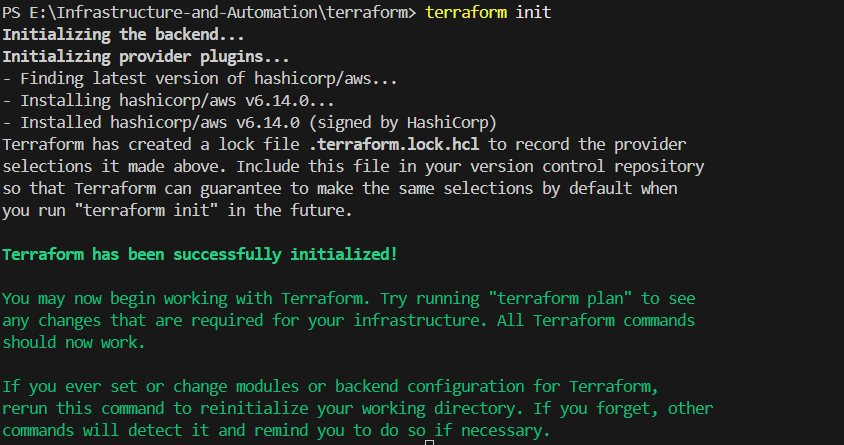 PS E:\Infrastructure-and-Automation\terraform> terraform init
Initializing the backend...
Initializing provider plugins...
- Finding latest version of hashicorp/aws...
- Installing hashicorp/aws v6.14.0...
- Installed hashicorp/aws v6.14.0 (signed by HashiCorp)
Terraform has created a lock file .terraform.lock.hcl to record the provider
selections it made above. Include this file in your version control repository
so that Terraform can guarantee to make the same selections by default when
you run "terraform init" in the future.
Terraform has been successfully initialized!
You may now begin working with Terraform. Try running "terraform plan" to see
any changes that are required for your infrastructure. All Terraform commands
should now work.
If you ever set or change modules or backend configuration for Terraform,
rerun this command to reinitialize your working directory. If you forget, other
commands will detect it and remind you to do so if necessary.